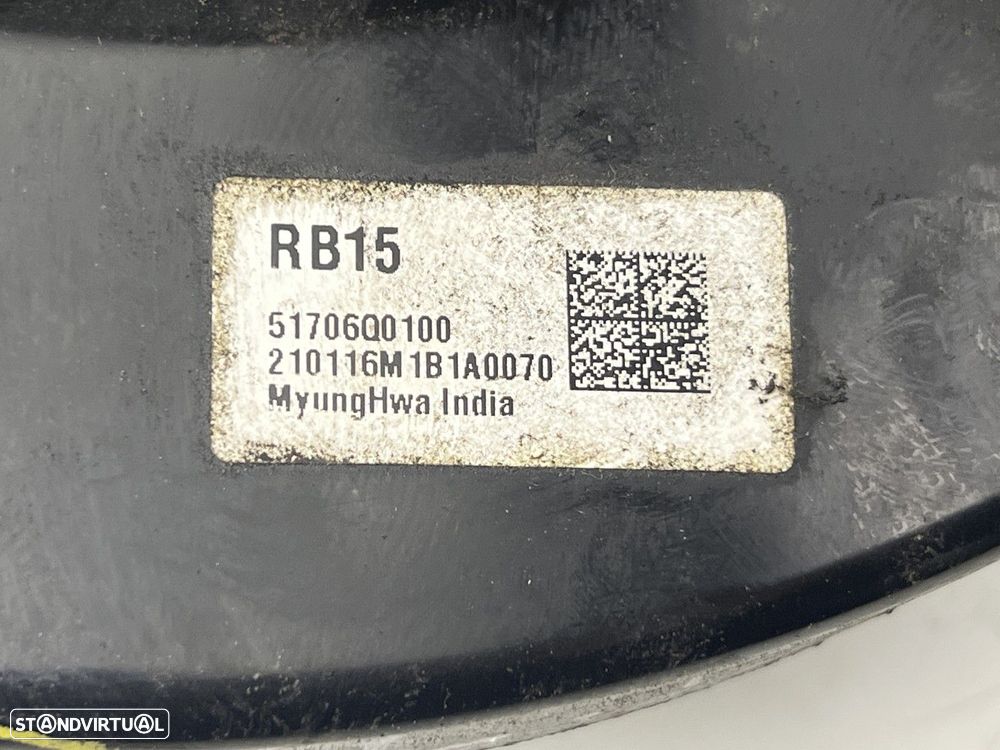 RB15
51706Q0100
210116M1B1A0070
MyungHwa India
STANDVIRTUAL